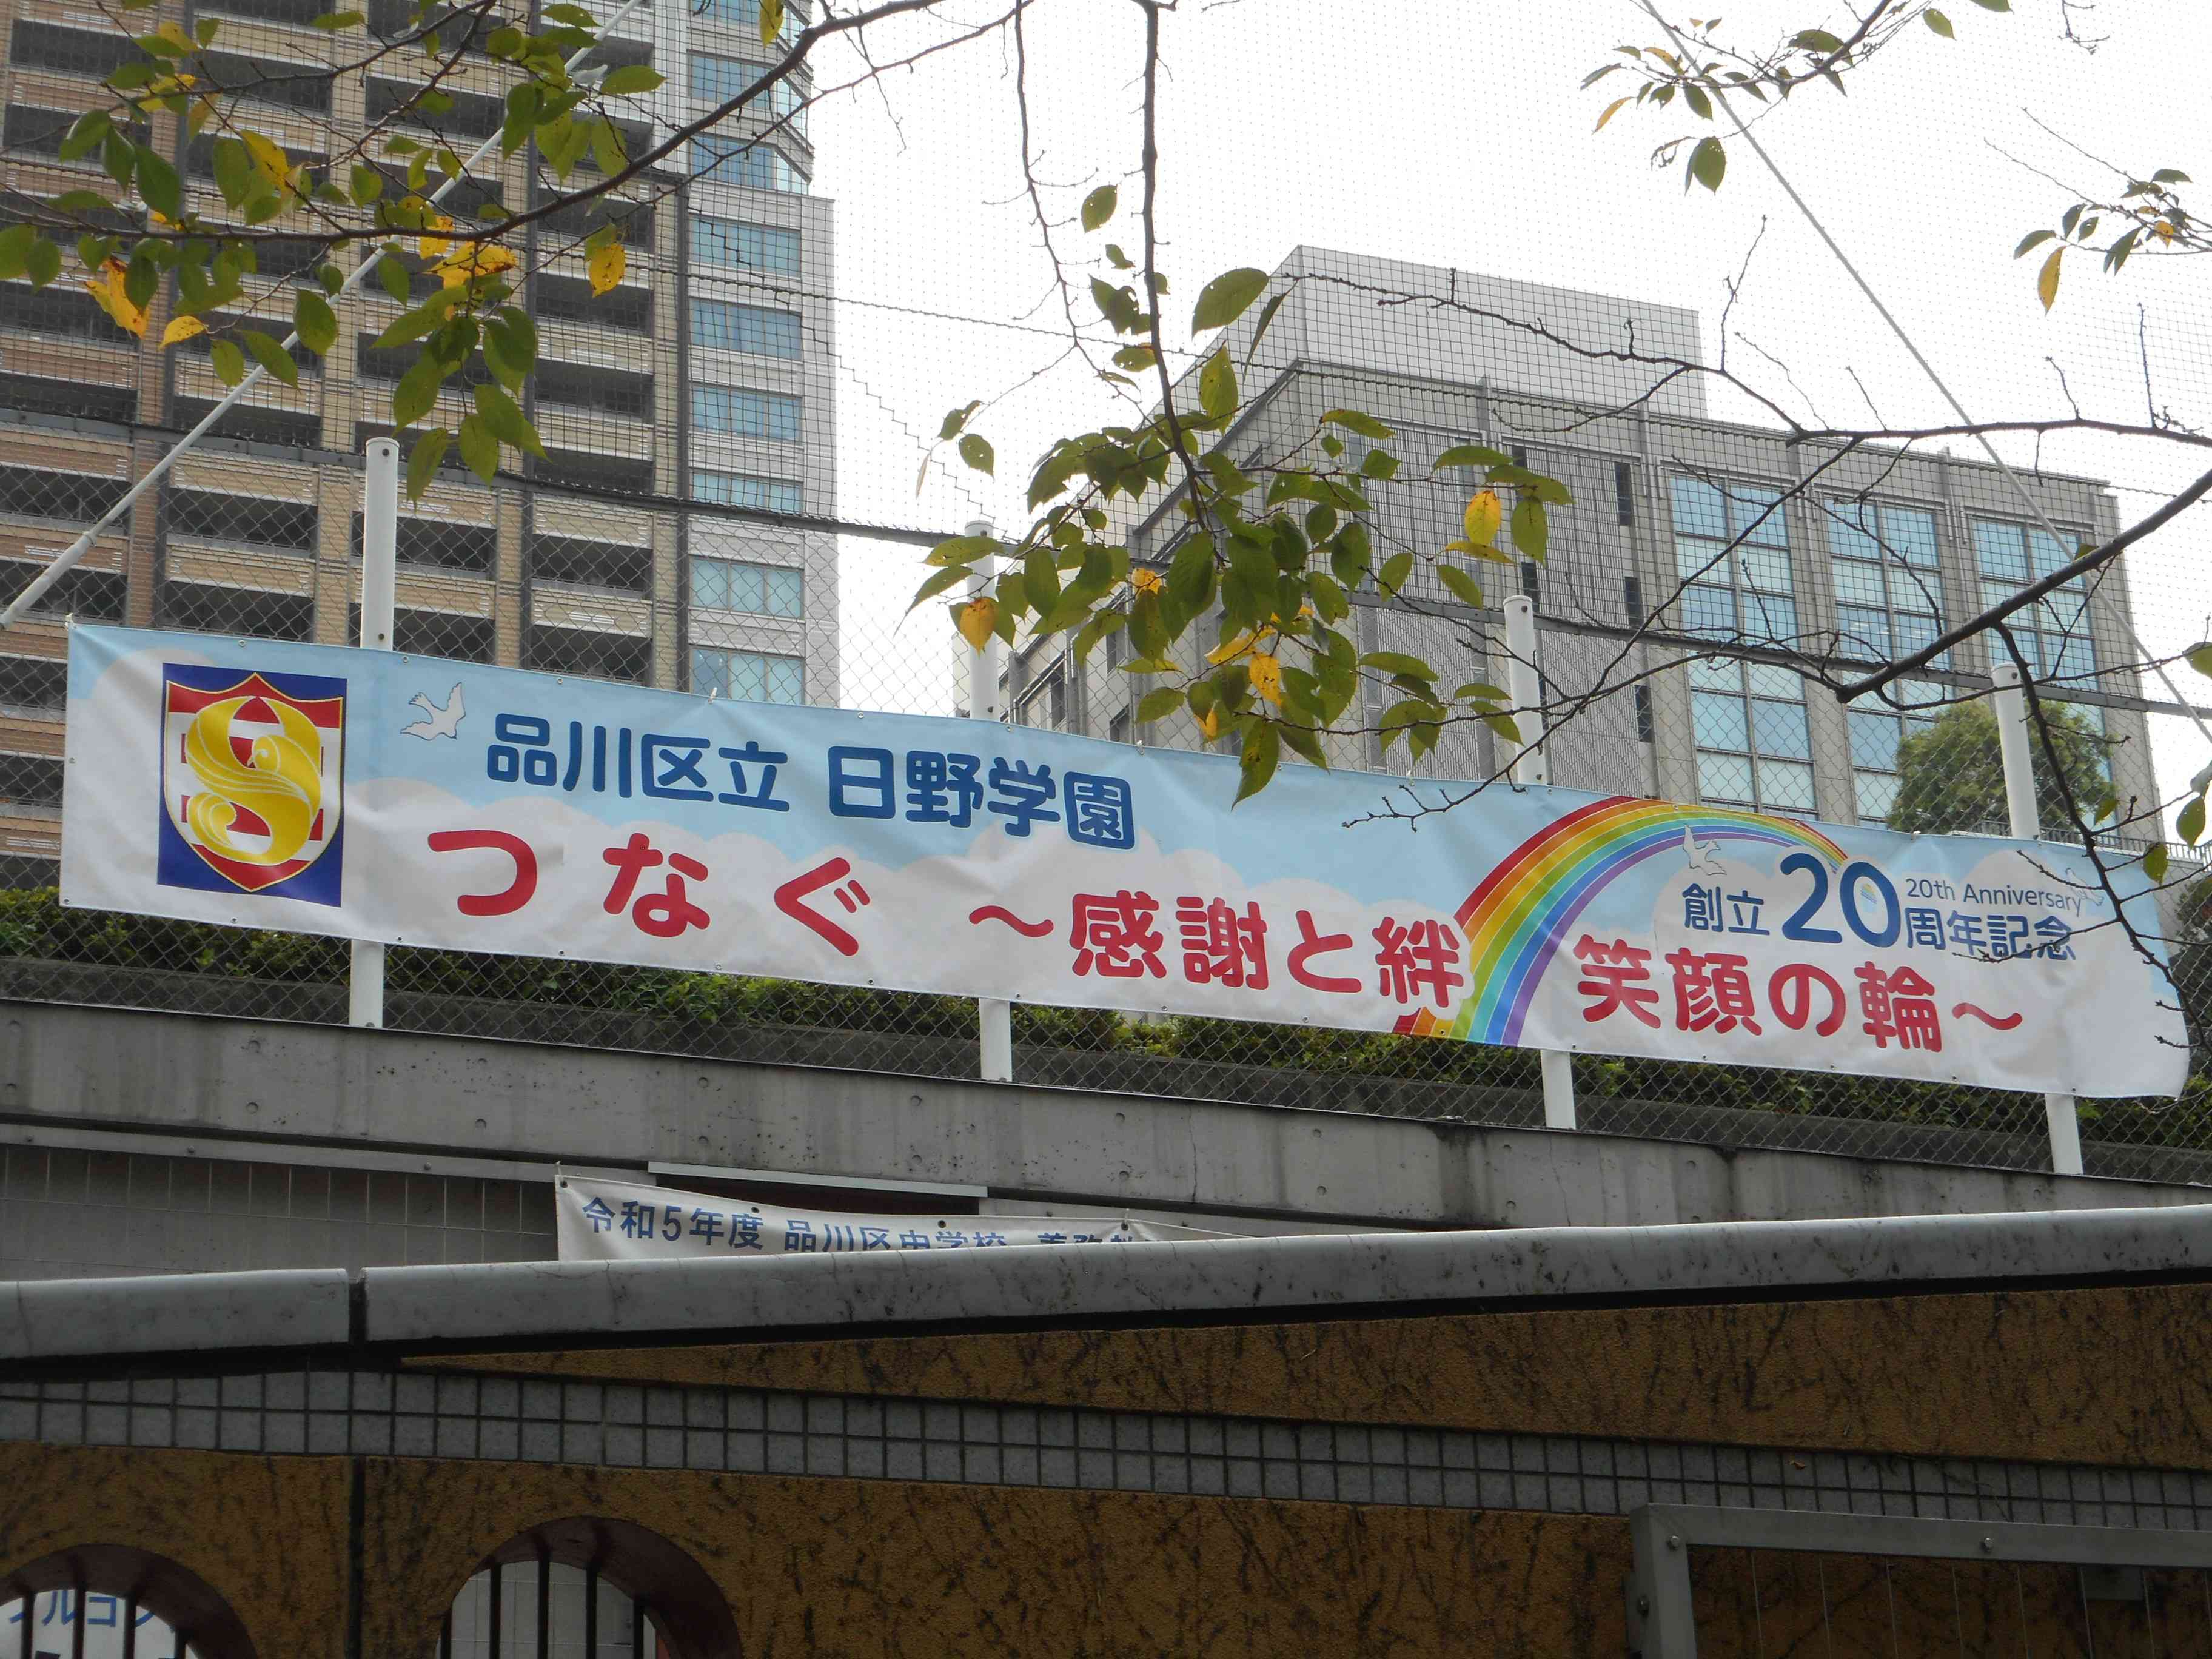 品川区立 日野学園
つなぐ ～感謝と絆 笑顔の輪～
創立20周年記念
20th Anniversary
令和5年度 品川区中学校